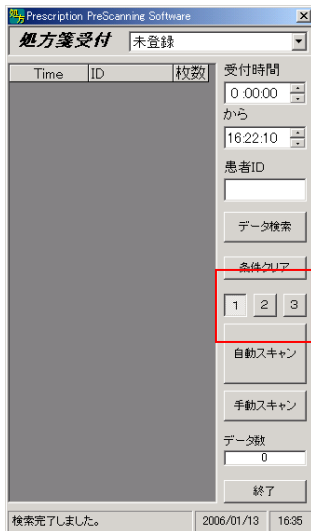 処方 Prescription PreScanning Software
処方箋受付 未登録
Time ID 枚数
受付時間
0:00:00
から
16:22:10
患者ID
データ検索
条件クリア
1 2 3
自動スキャン
手動スキャン
データ数
0
終了
検索完了しました。 2006/01/13 16:35